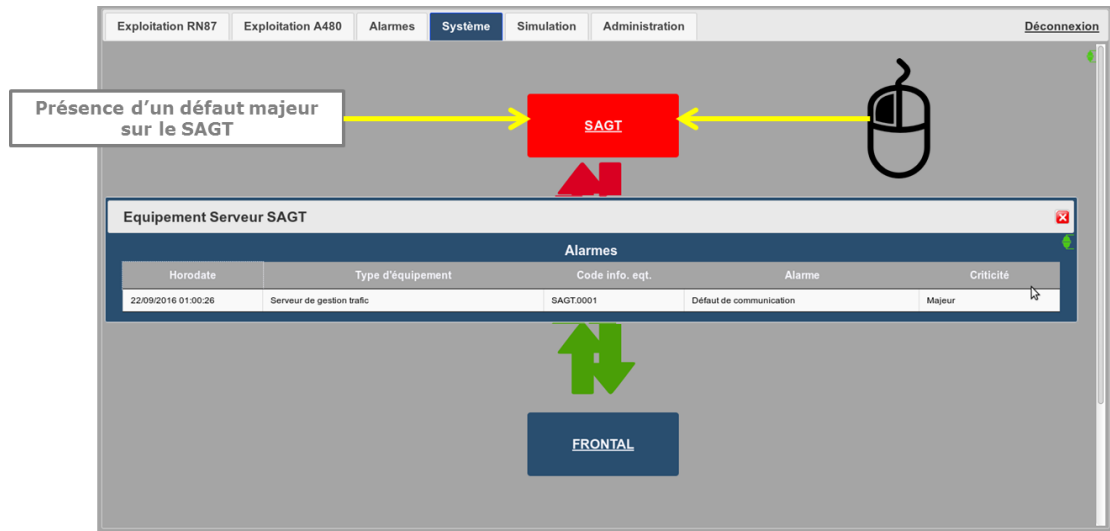 Exploitation RN87 Exploitation A480 Alarmes Système Simulation Administration Déconnexion
Présence d'un défaut majeur
sur le SAGT
SAGT
Equipement Serveur SAGT
Alarmes
Horodate Type d'équipement Code info. eqt. Alarme Criticité
22/09/2016 01:00:26 Serveur de gestion trafic SAGT.0001 Défaut de communication Majeur
FRONTAL